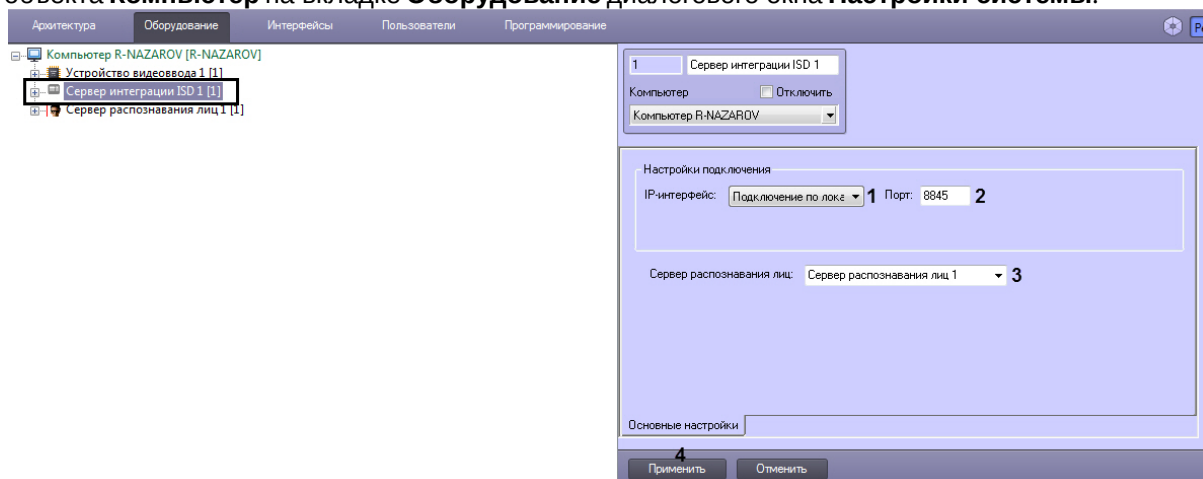 объекта Компьютер на вкладке Оборудование диалогового окна Настройки системы.
Архитектура Оборудование Интерфейсы Пользователи Программирование
Компьютер R-NAZAROV [R-NAZAROV]
Устройство видеоввода 1 [1]
Сервер интеграции ISD 1 [1]
Сервер распознавания лиц 1 [1]
1 Сервер интеграции ISD 1
Компьютер Отключить
Компьютер R-NAZAROV
Настройки подключения
IP-интерфейс: Подключение по лока 1 Порт: 8845 2
Сервер распознавания лиц: Сервер распознавания лиц 1 3
Основные настройки
4
Применить Отменить